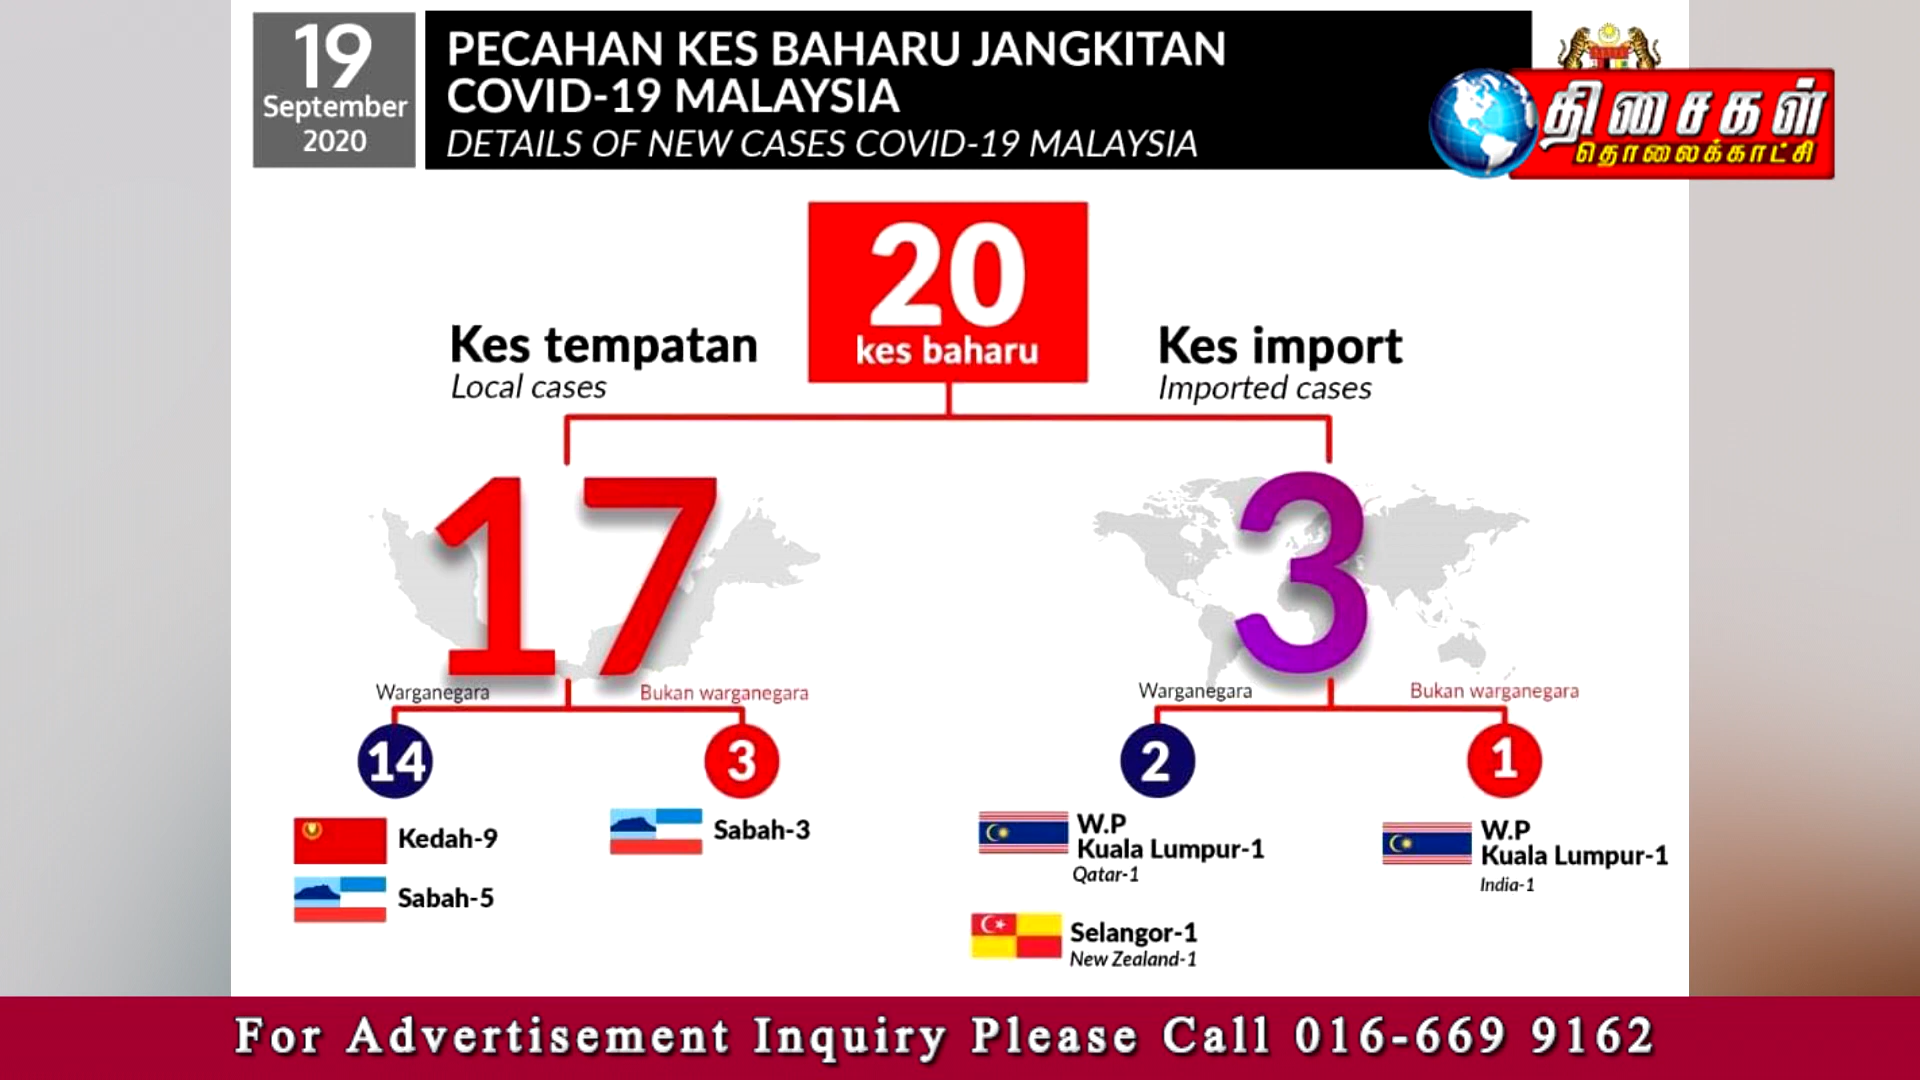 19
September
2020
PECAHAN KES BAHARU JANGKITAN
COVID-19 MALAYSIA
DETAILS OF NEW CASES COVID-19 MALAYSIA
திசைகள்
தொலைக்காட்சி
20
kes baharu
Kes tempatan
Local cases
Kes import
Imported cases
17
3
Warganegara
Bukan warganegara
Warganegara
Bukan warganegara
14
3
2
1
Kedah-9
Sabah-5
Sabah-3
W.P
Kuala Lumpur-1
Qatar-1
Selangor-1
New Zealand-1
W.P
Kuala Lumpur-1
India-1
For Advertisement Inquiry Please Call 016-669 9162